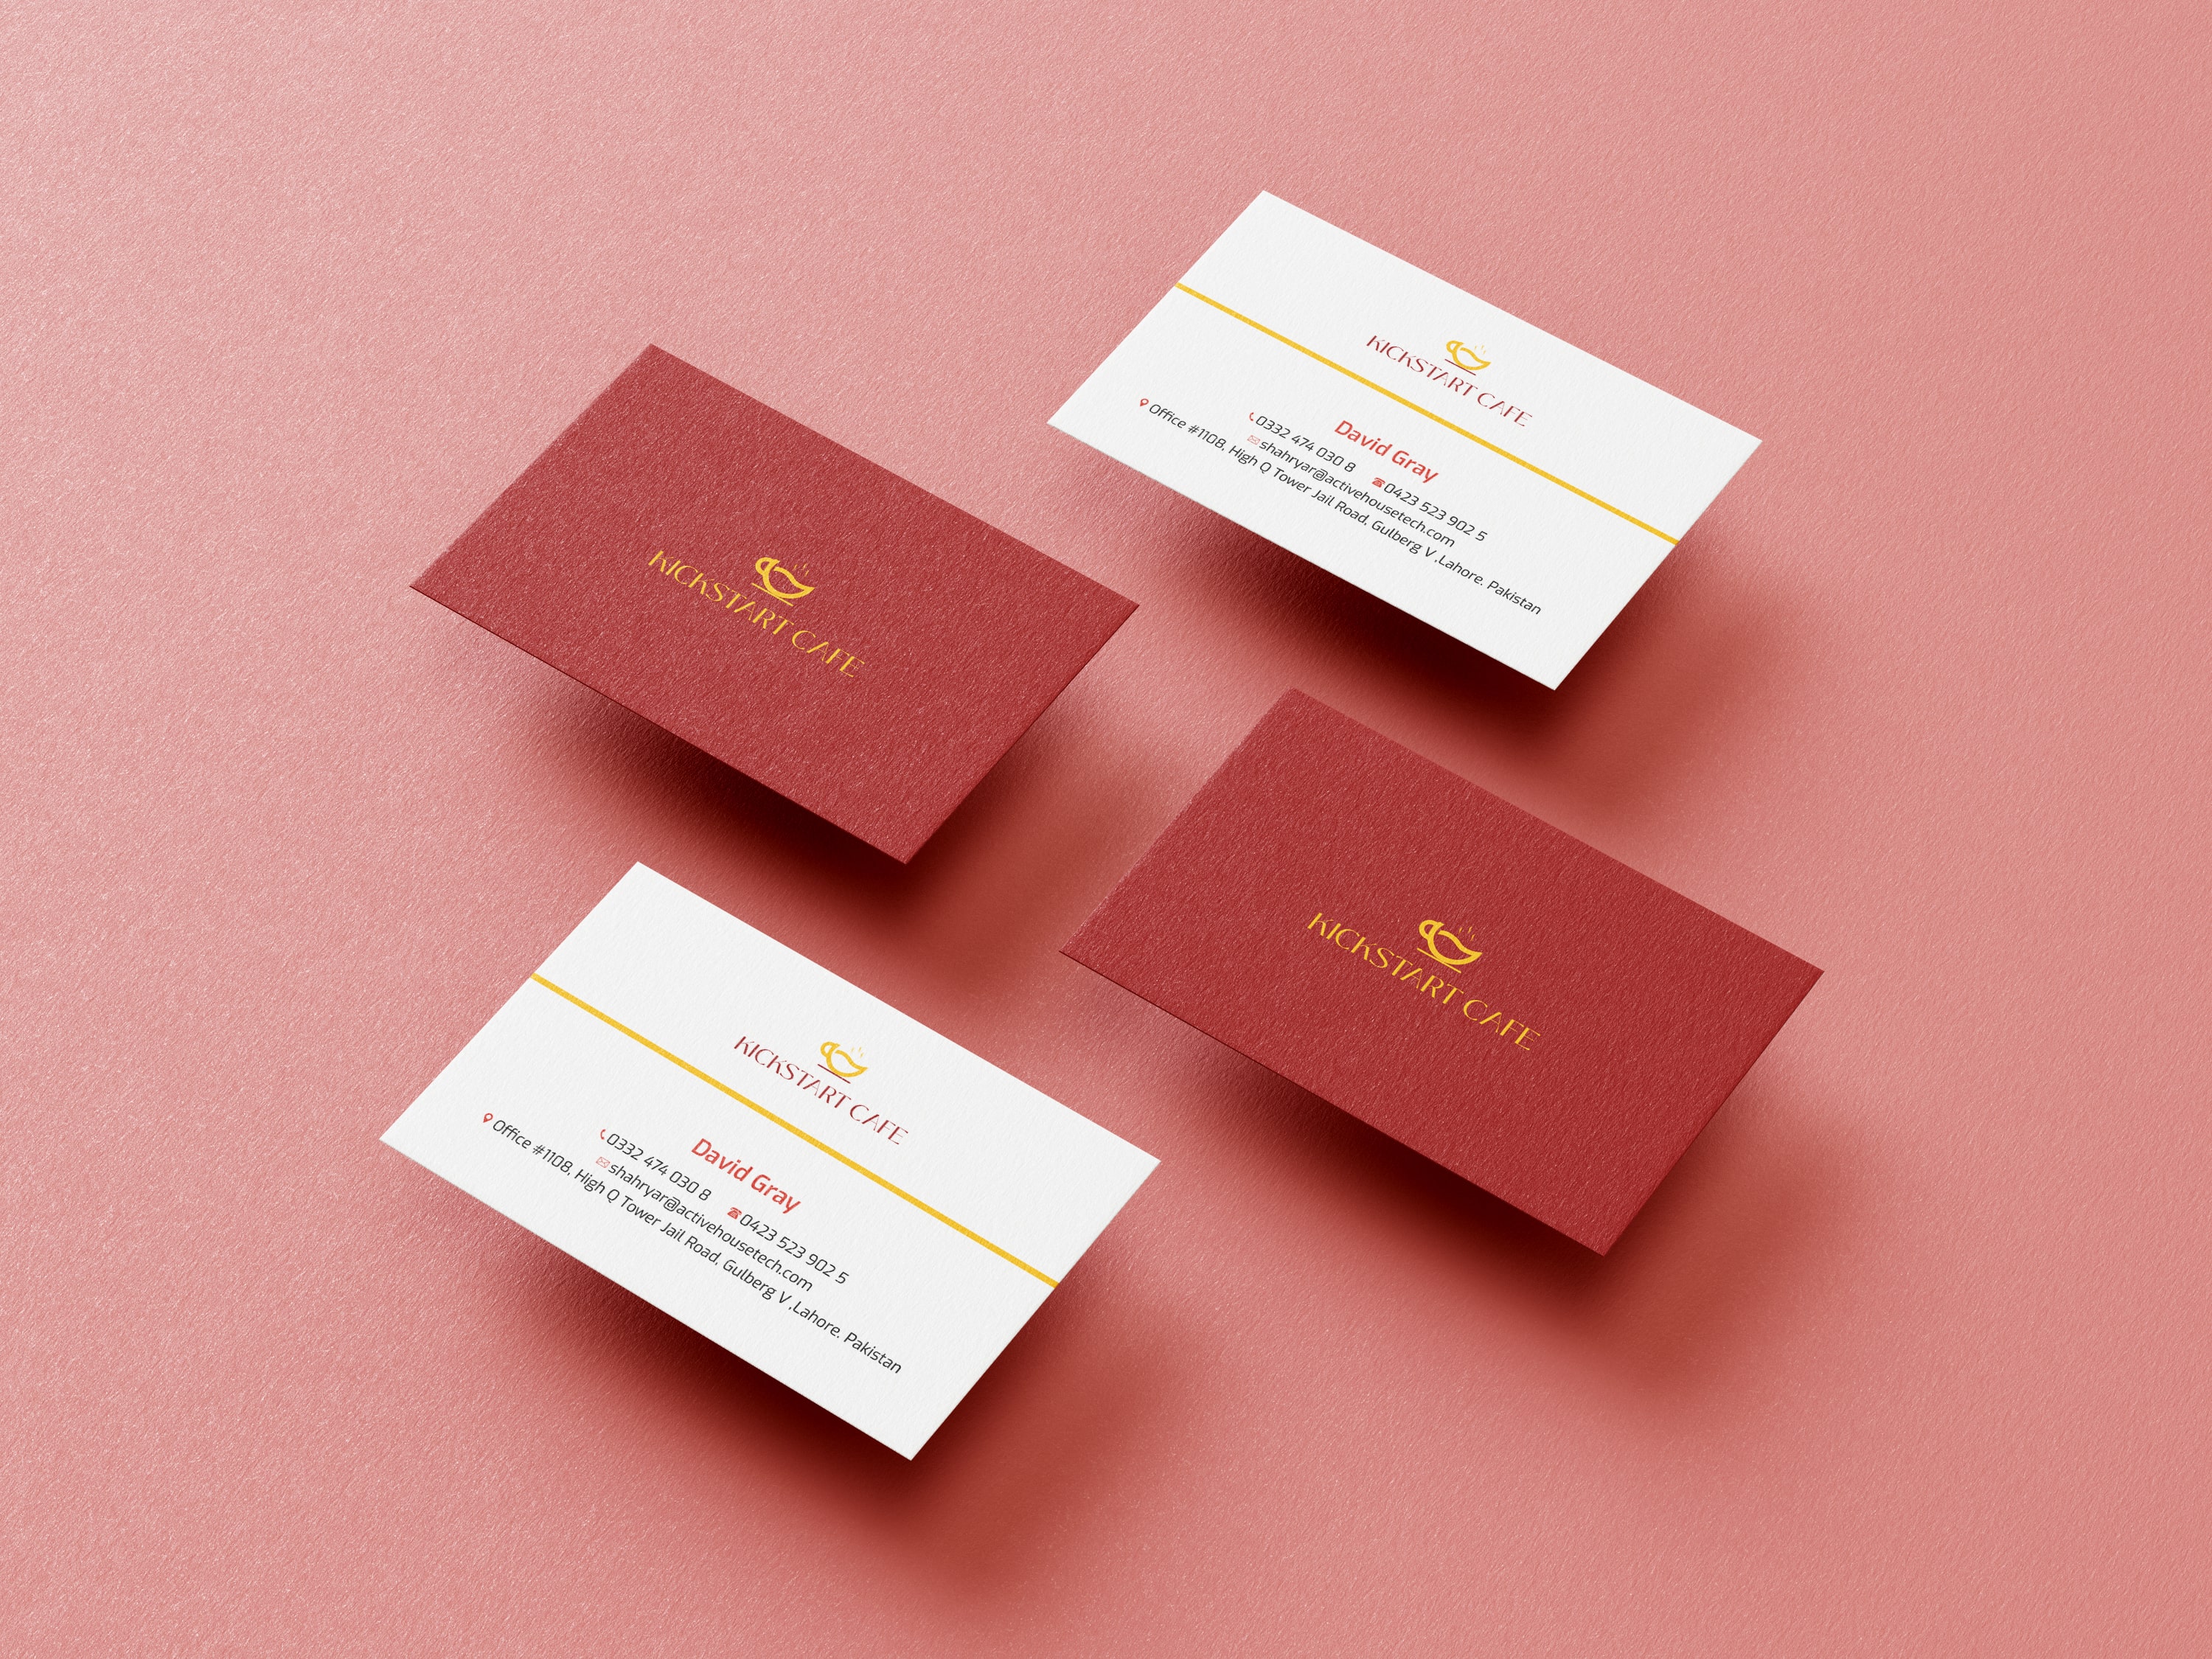 KICKSTART CAFE
David Gray
0332 474 030 8 0423 523 902 5
shahryar@activehousetech.com
Office #1108, High Q Tower Jail Road, Gulberg V ,Lahore. Pakistan
KICKSTART CAFE
KICKSTART CAFE
KICKSTART CAFE
David Gray
0332 474 030 8 0423 523 902 5
shahryar@activehousetech.com
Office #1108, High Q Tower Jail Road, Gulberg V ,Lahore. Pakistan